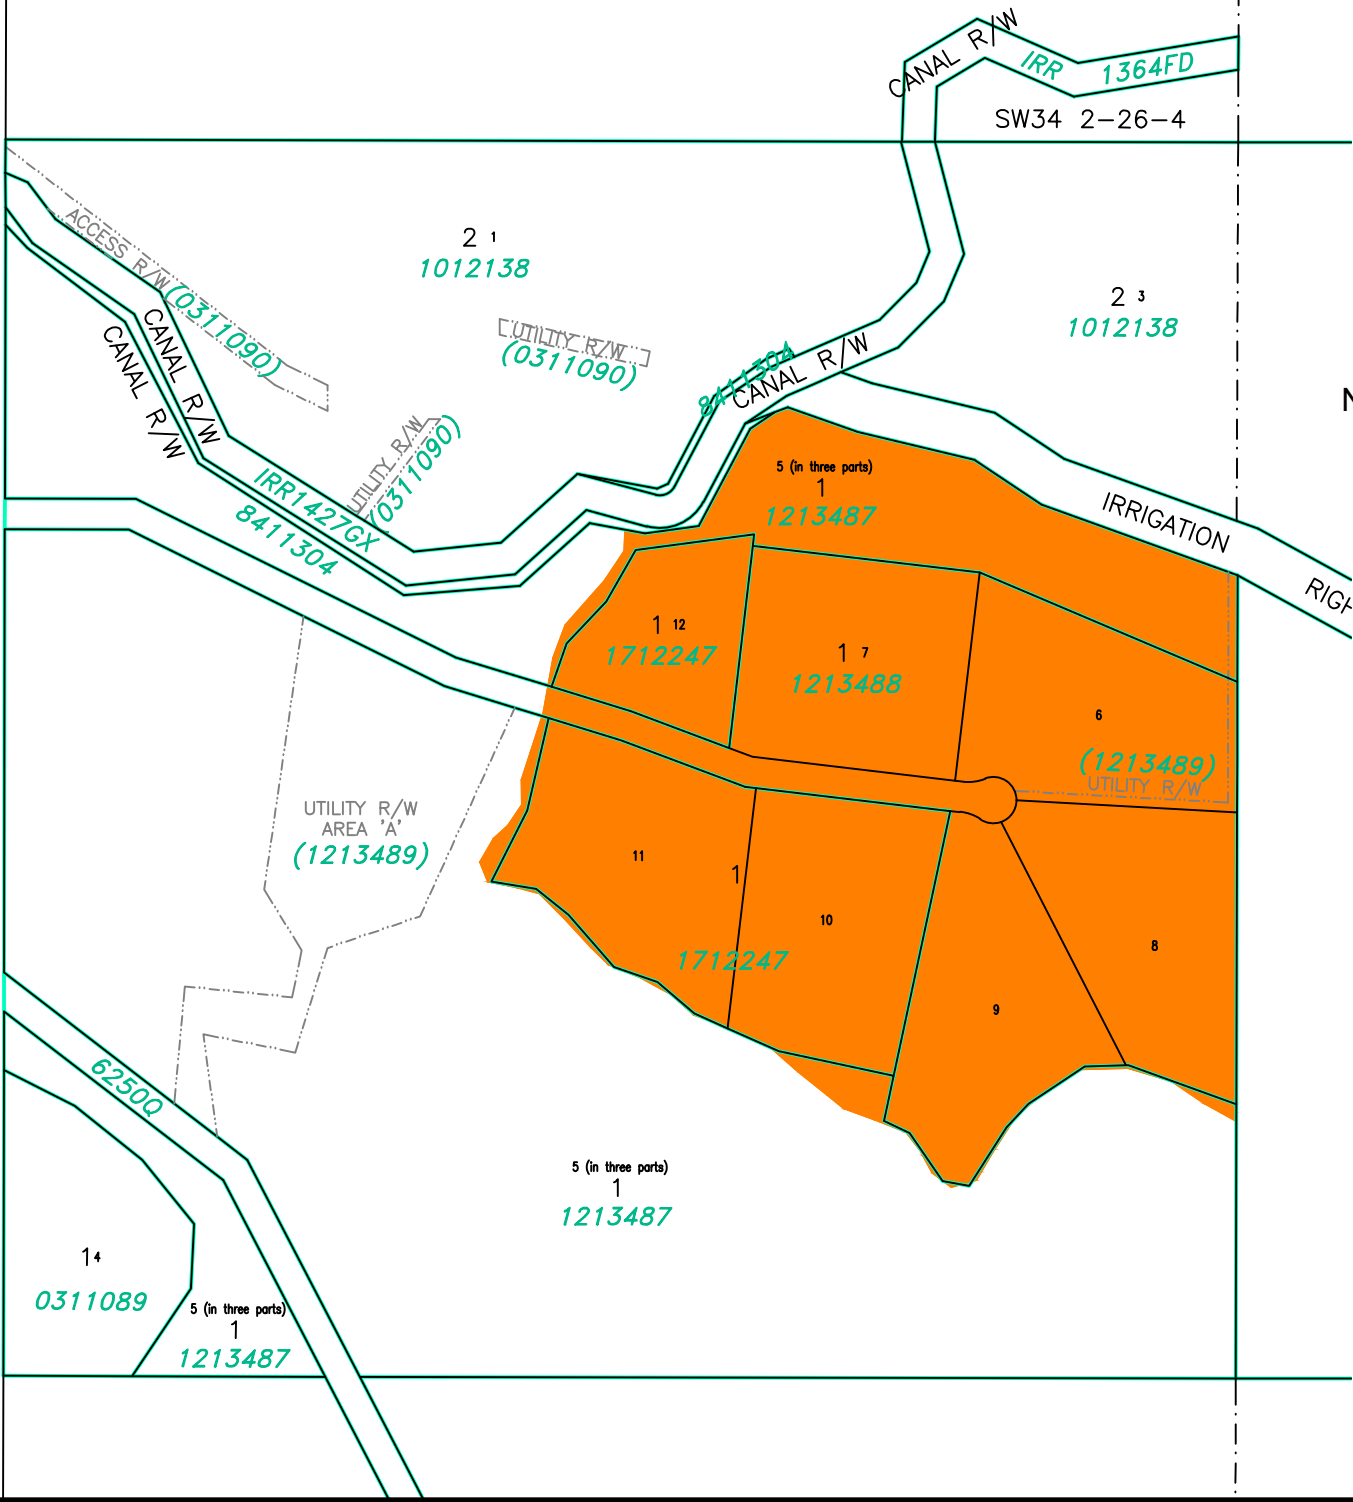 CANAL R/W
IRR 1364FD
SW34 2-26-4
ACCESS R/W
(0311090)
2 1
1012138
2 3
1012138
CANAL R/W
CANAL R/W
UTILITY R/W
(0311090)
8411304
CANAL R/W
N
UTILITY R/W
(0311090)
IRR1427GX
8411304
5 (in three parts)
1
1213487
IRRIGATION
RIGH
1 12
1712247
1 7
1213488
6
(1213489)
UTILITY R/W
UTILITY R/W
AREA 'A'
(1213489)
11
1
10
1712247
8
9
6250Q
5 (in three parts)
1
1213487
1 4
0311089
5 (in three parts)
1
1213487